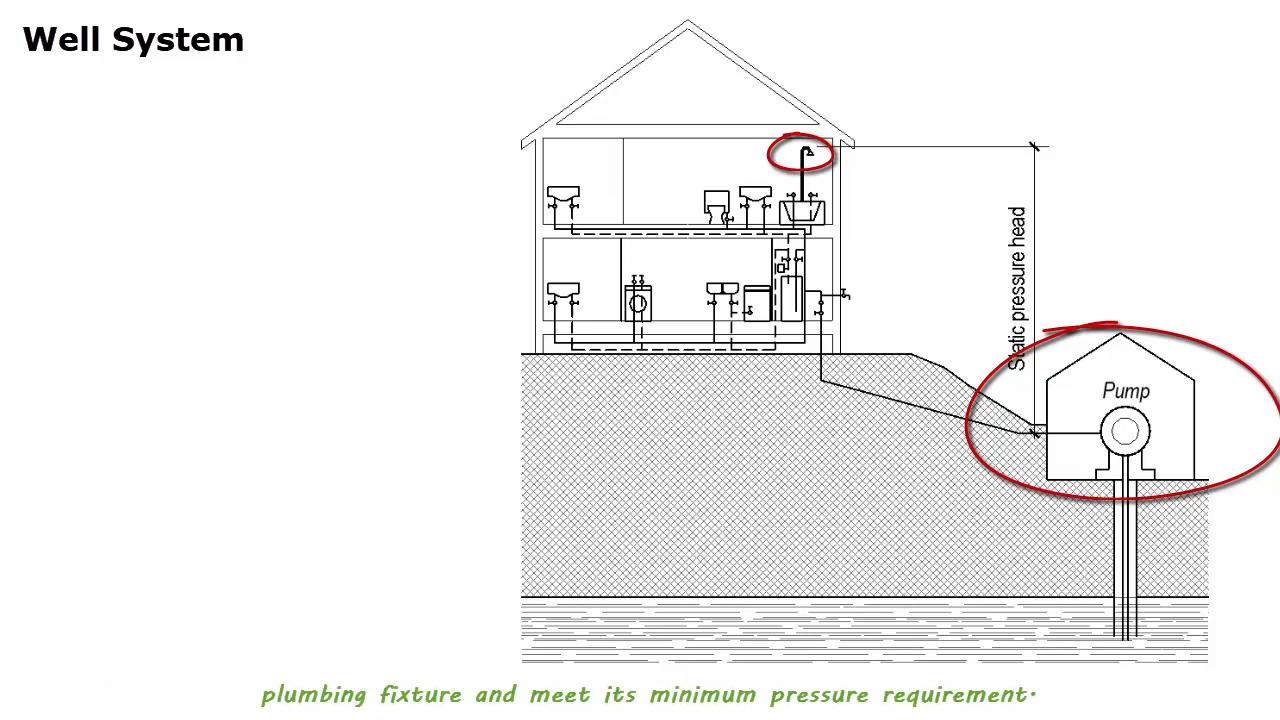 Well System
Static pressure head
Pump
plumbing fixture and meet its minimum pressure requirement.